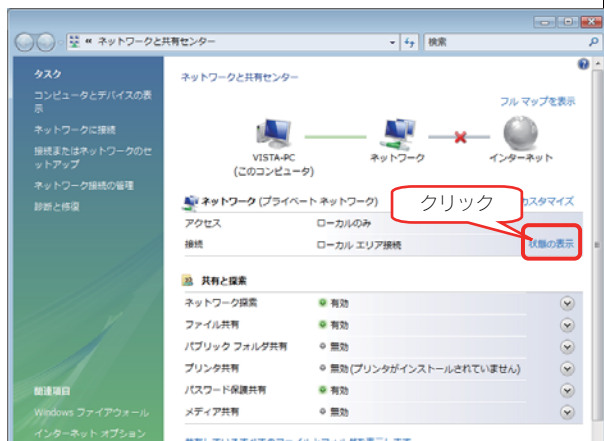 ネットワークと共有センター
検索
タスク
コンピュータとデバイスの表
示
ネットワークに接続
接続またはネットワークのセ
ットアップ
ネットワーク接続の管理
診断と修復
ネットワークと共有センター
フル マップを表示
VISTA-PC
(このコンピュータ)
ネットワーク
インターネット
ネットワーク (プライベート ネットワーク)
カスタマイズ
クリック
アクセス
ローカルのみ
接続
ローカル エリア接続
状態の表示
共有と探索
ネットワーク探索
有効
ファイル共有
有効
パブリック フォルダ共有
無効
プリンタ共有
無効 (プリンタがインストールされていません)
パスワード保護共有
有効
メディア共有
無効
関連項目
Windows ファイアウォール
インターネット オプション